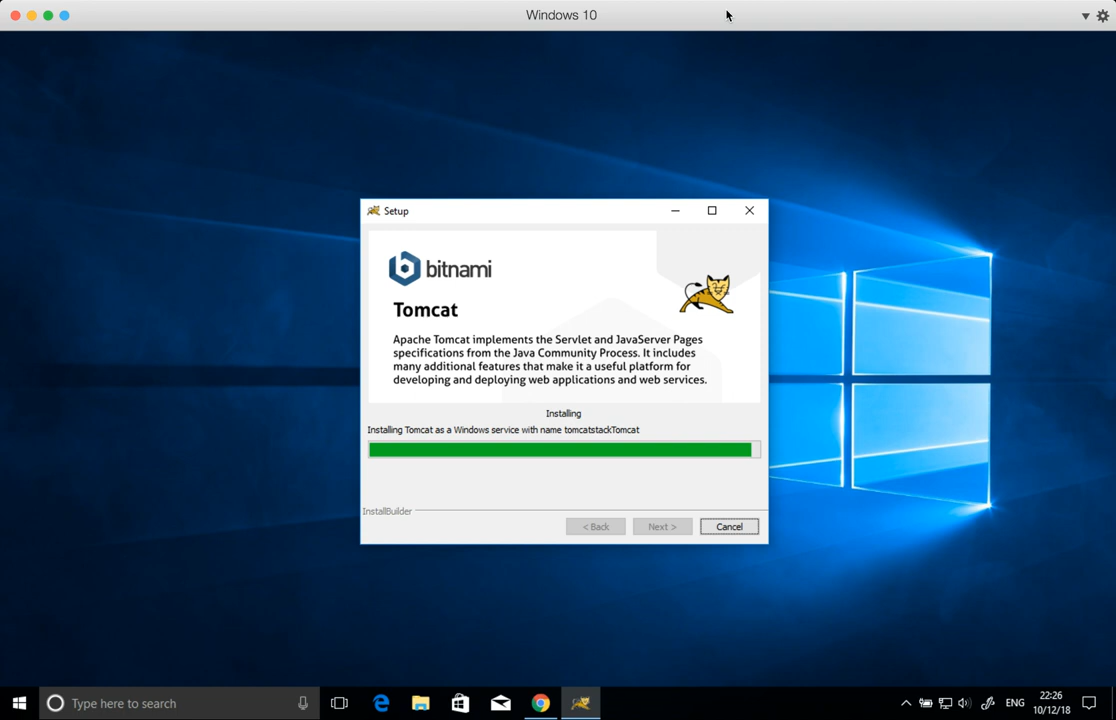 Windows 10
Setup
bitnami
Tomcat
Apache Tomcat implements the Servlet and JavaServer Pages
specifications from the Java Community Process. It includes
many additional features that make it a useful platform for
developing and deploying web applications and web services.
Installing
Installing Tomcat as a Windows service with name tomcatstackTomcat
InstallBuilder
< Back
Next >
Cancel
Type here to search
ENG
22:26
10/12/18